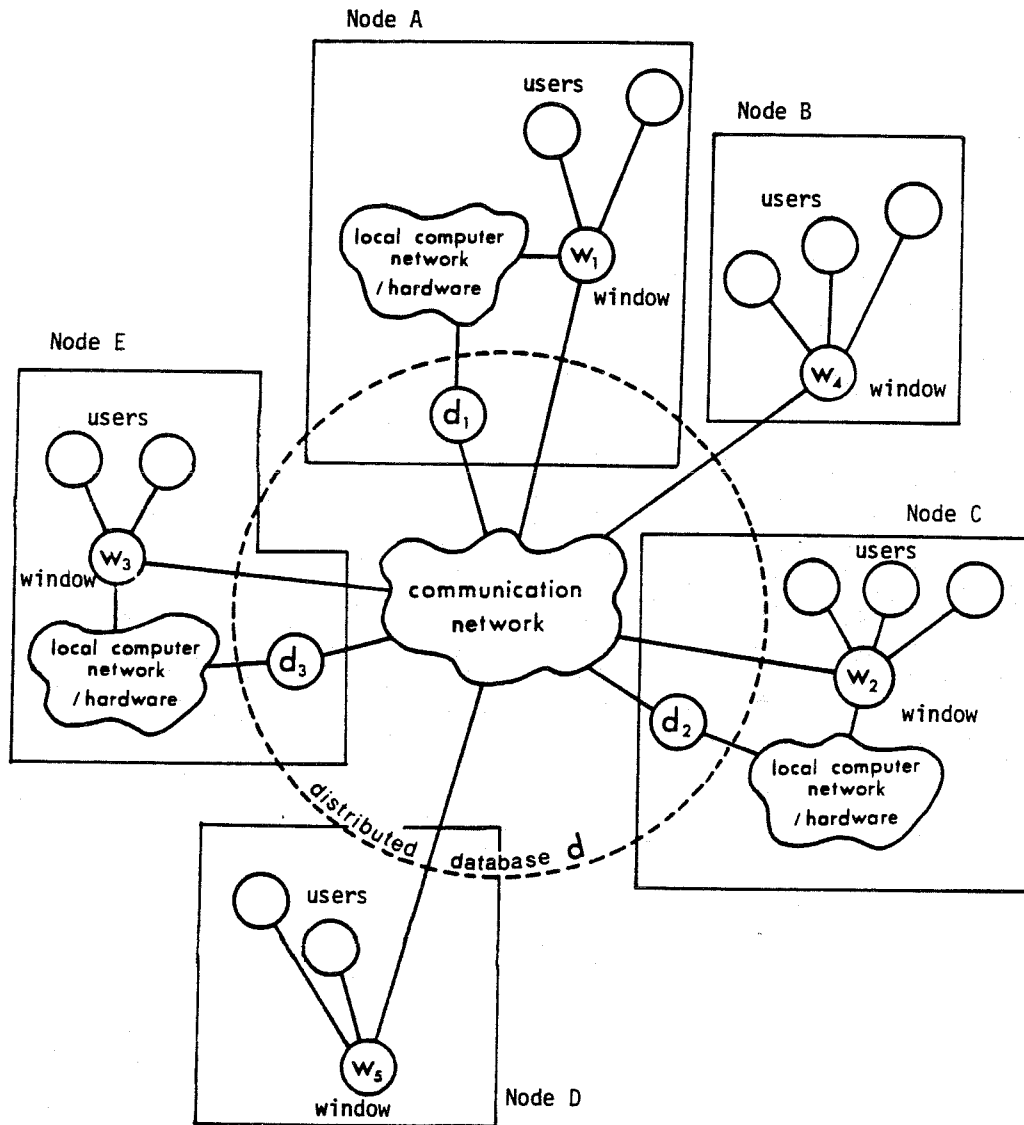 Node A
users
local computer
network
/hardware
W₁
window
d₁
Node B
users
W₄
window
Node E
users
W₃
window
local computer
network
/hardware
d₃
communication
network
Node C
users
W₂
window
d₂
local computer
network
/hardware
distributed database d
users
W₅
window
Node D